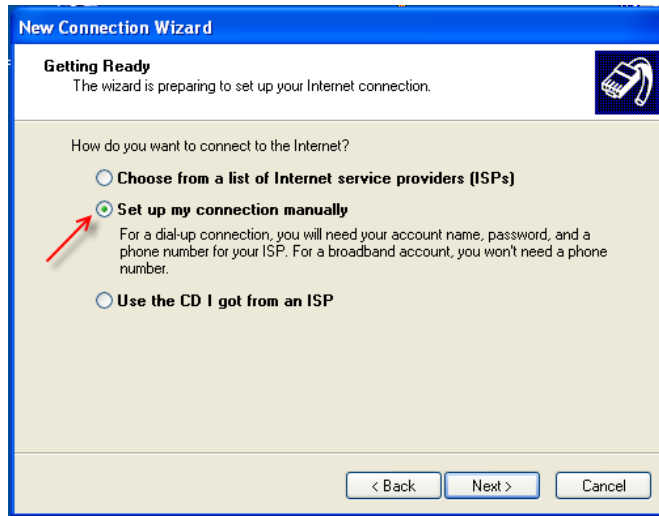 New Connection Wizard
Getting Ready
The wizard is preparing to set up your Internet connection.
How do you want to connect to the Internet?
Choose from a list of Internet service providers (ISPs)
Set up my connection manually
For a dial-up connection, you will need your account name, password, and a
phone number for your ISP. For a broadband account, you won't need a phone
number.
Use the CD I got from an ISP
< Back Next > Cancel